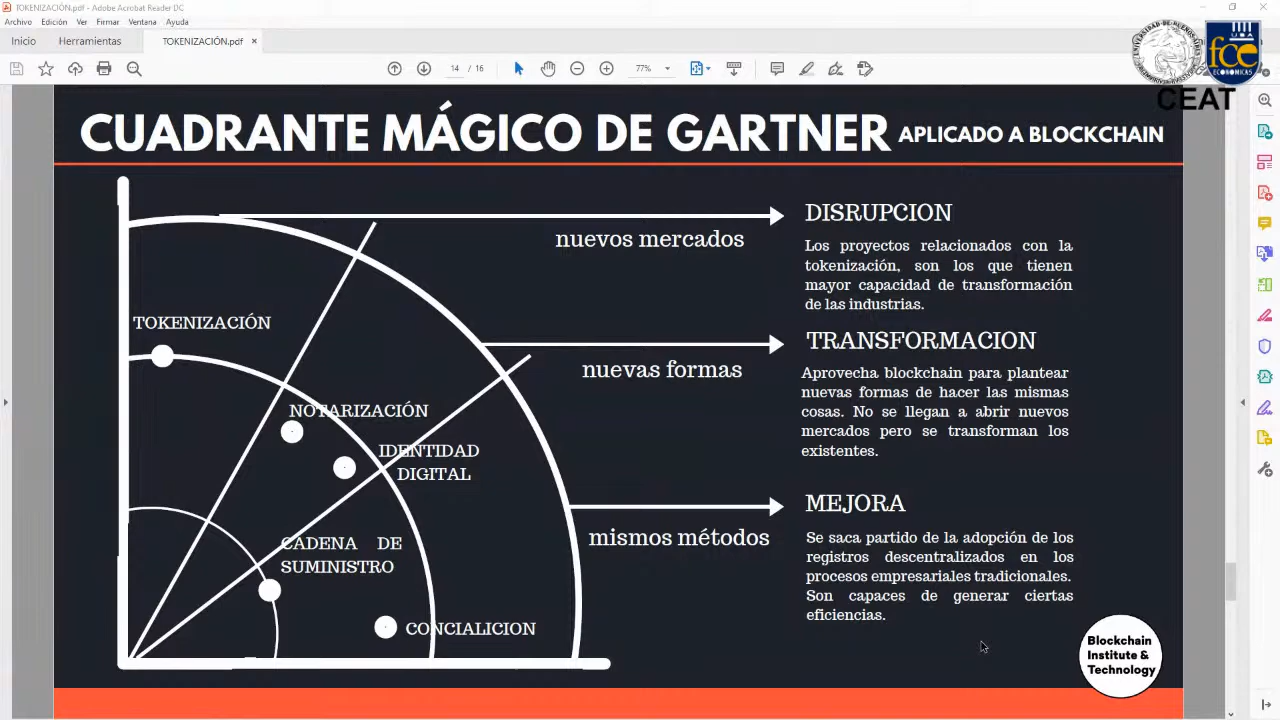 TOKENIZACIÓN.pdf - Adobe Acrobat Reader DC
Archivo Edición Ver Firmar Ventana Ayuda
Inicio Herramientas TOKENIZACIÓN.pdf ×
14 / 16 77%
UBA
fce
ECONOMICAS
CEAT
CUADRANTE MÁGICO DE GARTNER APLICADO A BLOCKCHAIN
TOKENIZACIÓN
NOTARIZACIÓN
IDENTIDAD
DIGITAL
CADENA DE
SUMINISTRO
CONCIALICION
nuevos mercados
DISRUPCION
Los proyectos relacionados con la
tokenización, son los que tienen
mayor capacidad de transformación
de las industrias.
nuevas formas
TRANSFORMACION
Aprovecha blockchain para plantear
nuevas formas de hacer las mismas
cosas. No se llegan a abrir nuevos
mercados pero se transforman los
existentes.
mismos métodos
MEJORA
Se saca partido de la adopción de los
registros descentralizados en los
procesos empresariales tradicionales.
Son capaces de generar ciertas
eficiencias.
Blockchain
Institute &
Technology